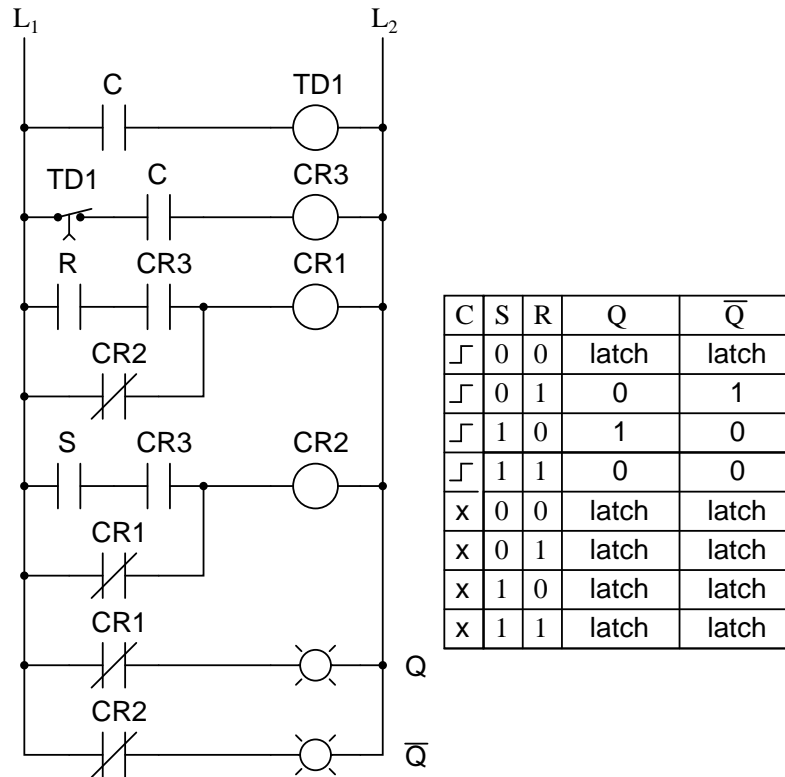 L₁ L₂
C TD1
TD1 C CR3
R CR3 CR1
CR2
S CR3 CR2
CR1
CR1
Q
CR2
Q̅
C S R Q Q̅
0 0 latch latch
0 1 0 1
1 0 1 0
1 1 0 0
x 0 0 latch latch
x 0 1 latch latch
x 1 0 latch latch
x 1 1 latch latch